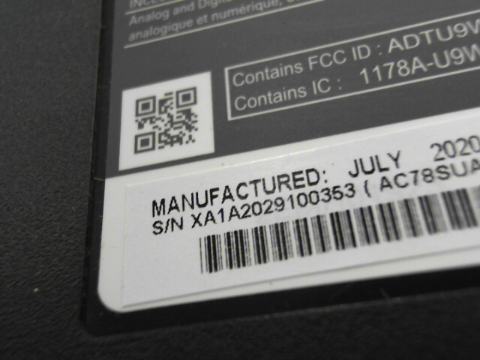 Analog and Digi
analogique et numérique,
Contains FCC ID : ADTU9W
Contains IC : 1178A-U9W
MANUFACTURED: JULY 2020
S/N XA1A2029100353 ( AC78SUA